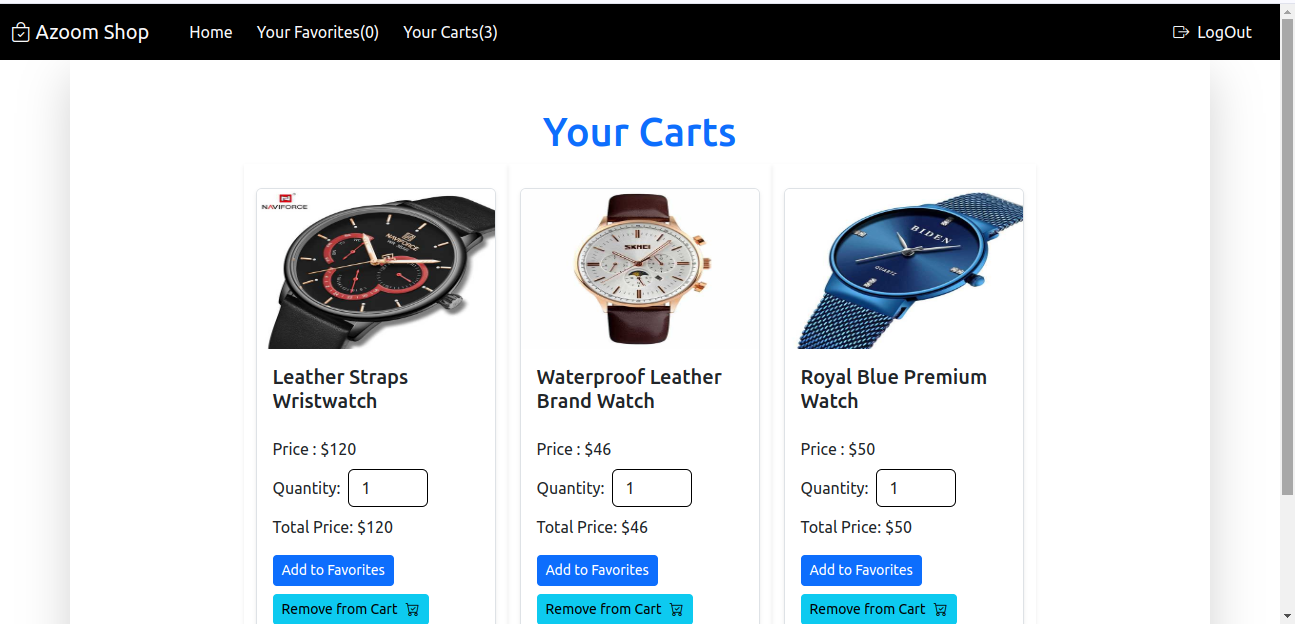 Azoom Shop Home Your Favorites(0) Your Carts(3) LogOut
Your Carts
NAVIFORCE
NAVIFORCE
SKMEI
BIDEN
QUARTZ
Leather Straps
Wristwatch
Price : $120
Quantity: 1
Total Price: $120
Add to Favorites
Remove from Cart
Waterproof Leather
Brand Watch
Price : $46
Quantity: 1
Total Price: $46
Add to Favorites
Remove from Cart
Royal Blue Premium
Watch
Price : $50
Quantity: 1
Total Price: $50
Add to Favorites
Remove from Cart